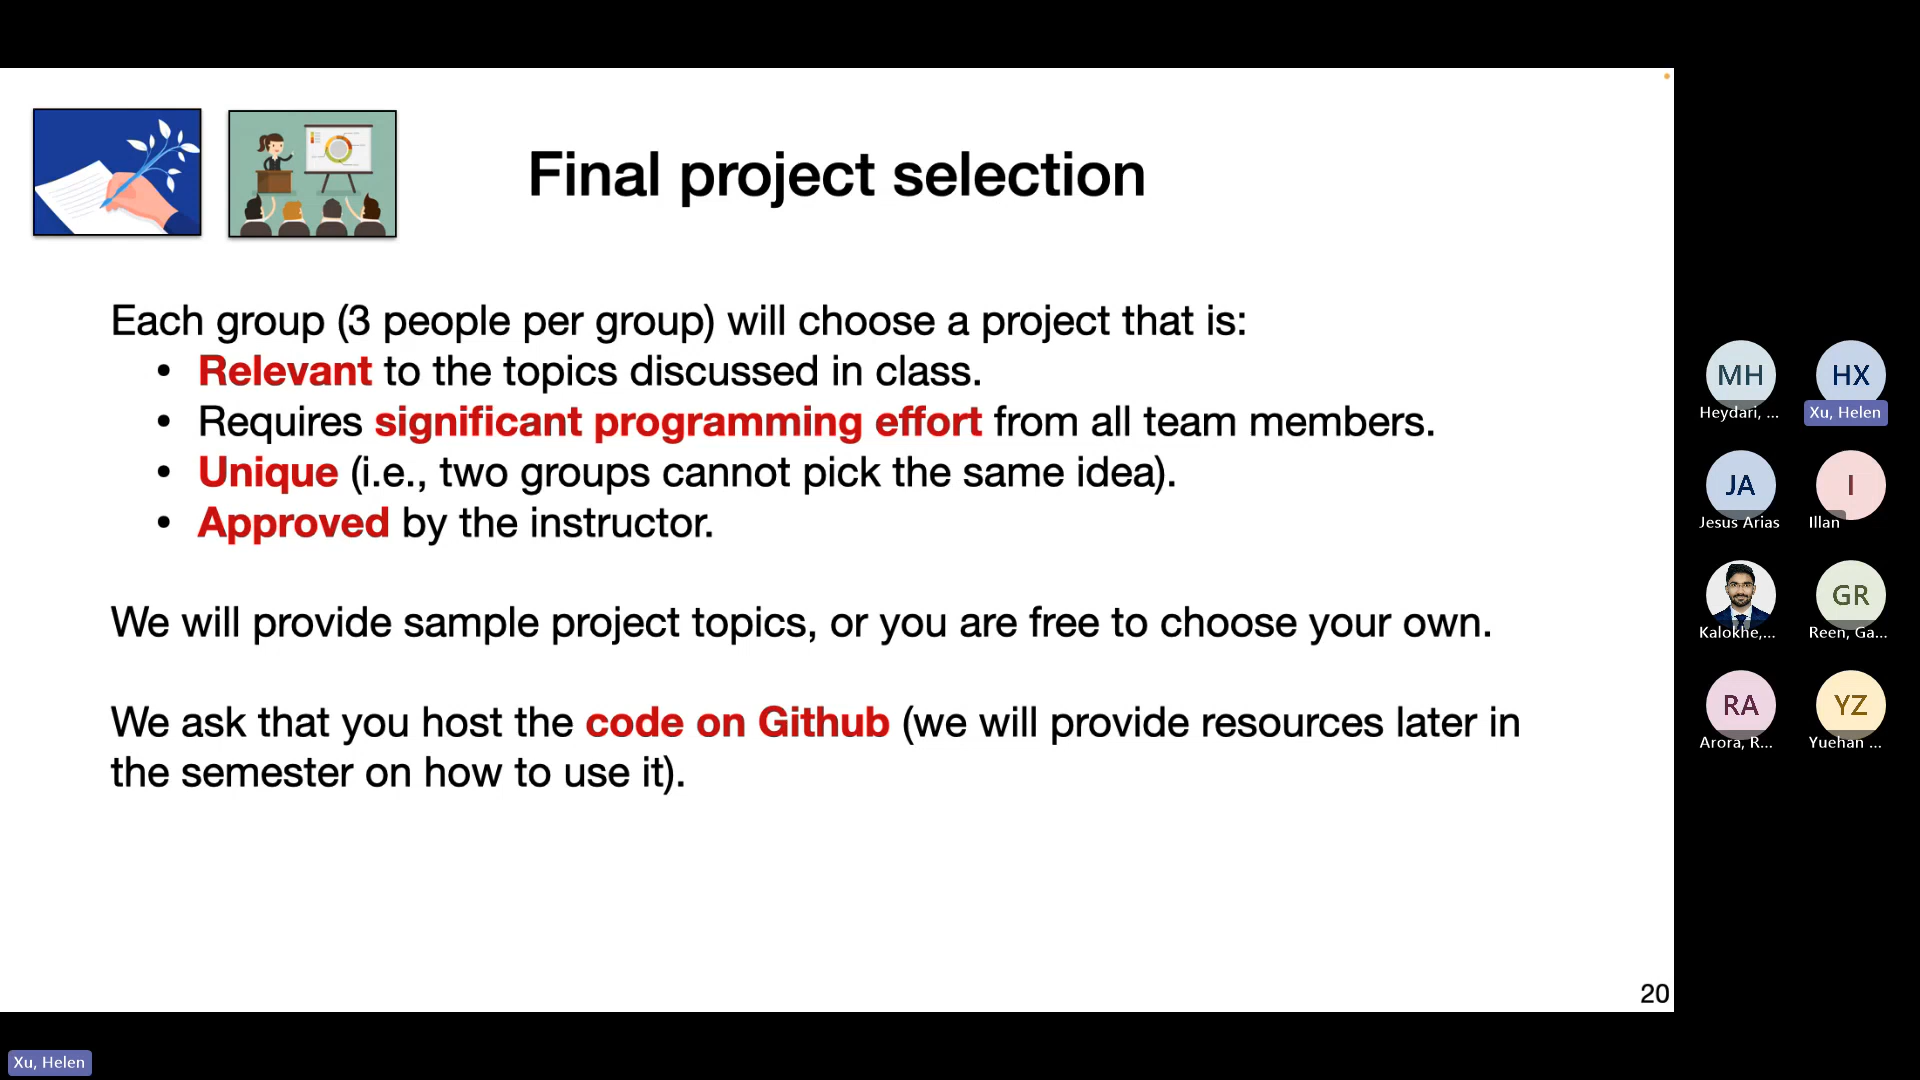 Final project selection
Each group (3 people per group) will choose a project that is:
• Relevant to the topics discussed in class.
• Requires significant programming effort from all team members.
• Unique (i.e., two groups cannot pick the same idea).
• Approved by the instructor.
We will provide sample project topics, or you are free to choose your own.
We ask that you host the code on Github (we will provide resources later in
the semester on how to use it).
20
MH
Heydari, ...
HX
Xu, Helen
JA
Jesus Arias
I
Illan
Kalokhe,...
GR
Reen, Ga...
RA
Arora, R...
YZ
Yuehan ...
Xu, Helen